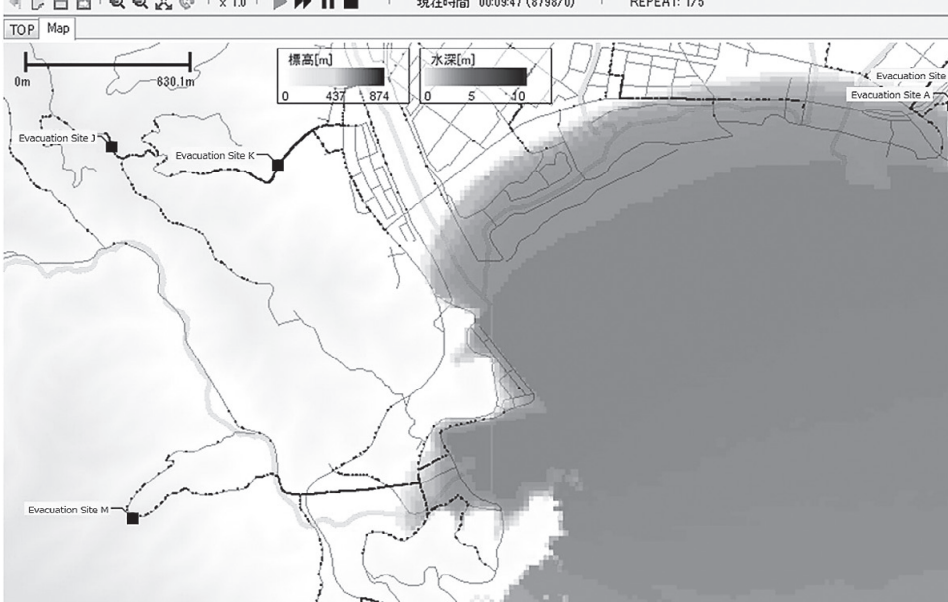 x 1.0 現在時間 00:09:47 (879870) REPEAT: 1/5
TOP Map
0m 630.1m
標高[m]
0 437 874
水深[m]
0 5 10
Evacuation Site
Evacuation Site A
Evacuation Site J
Evacuation Site K
Evacuation Site M